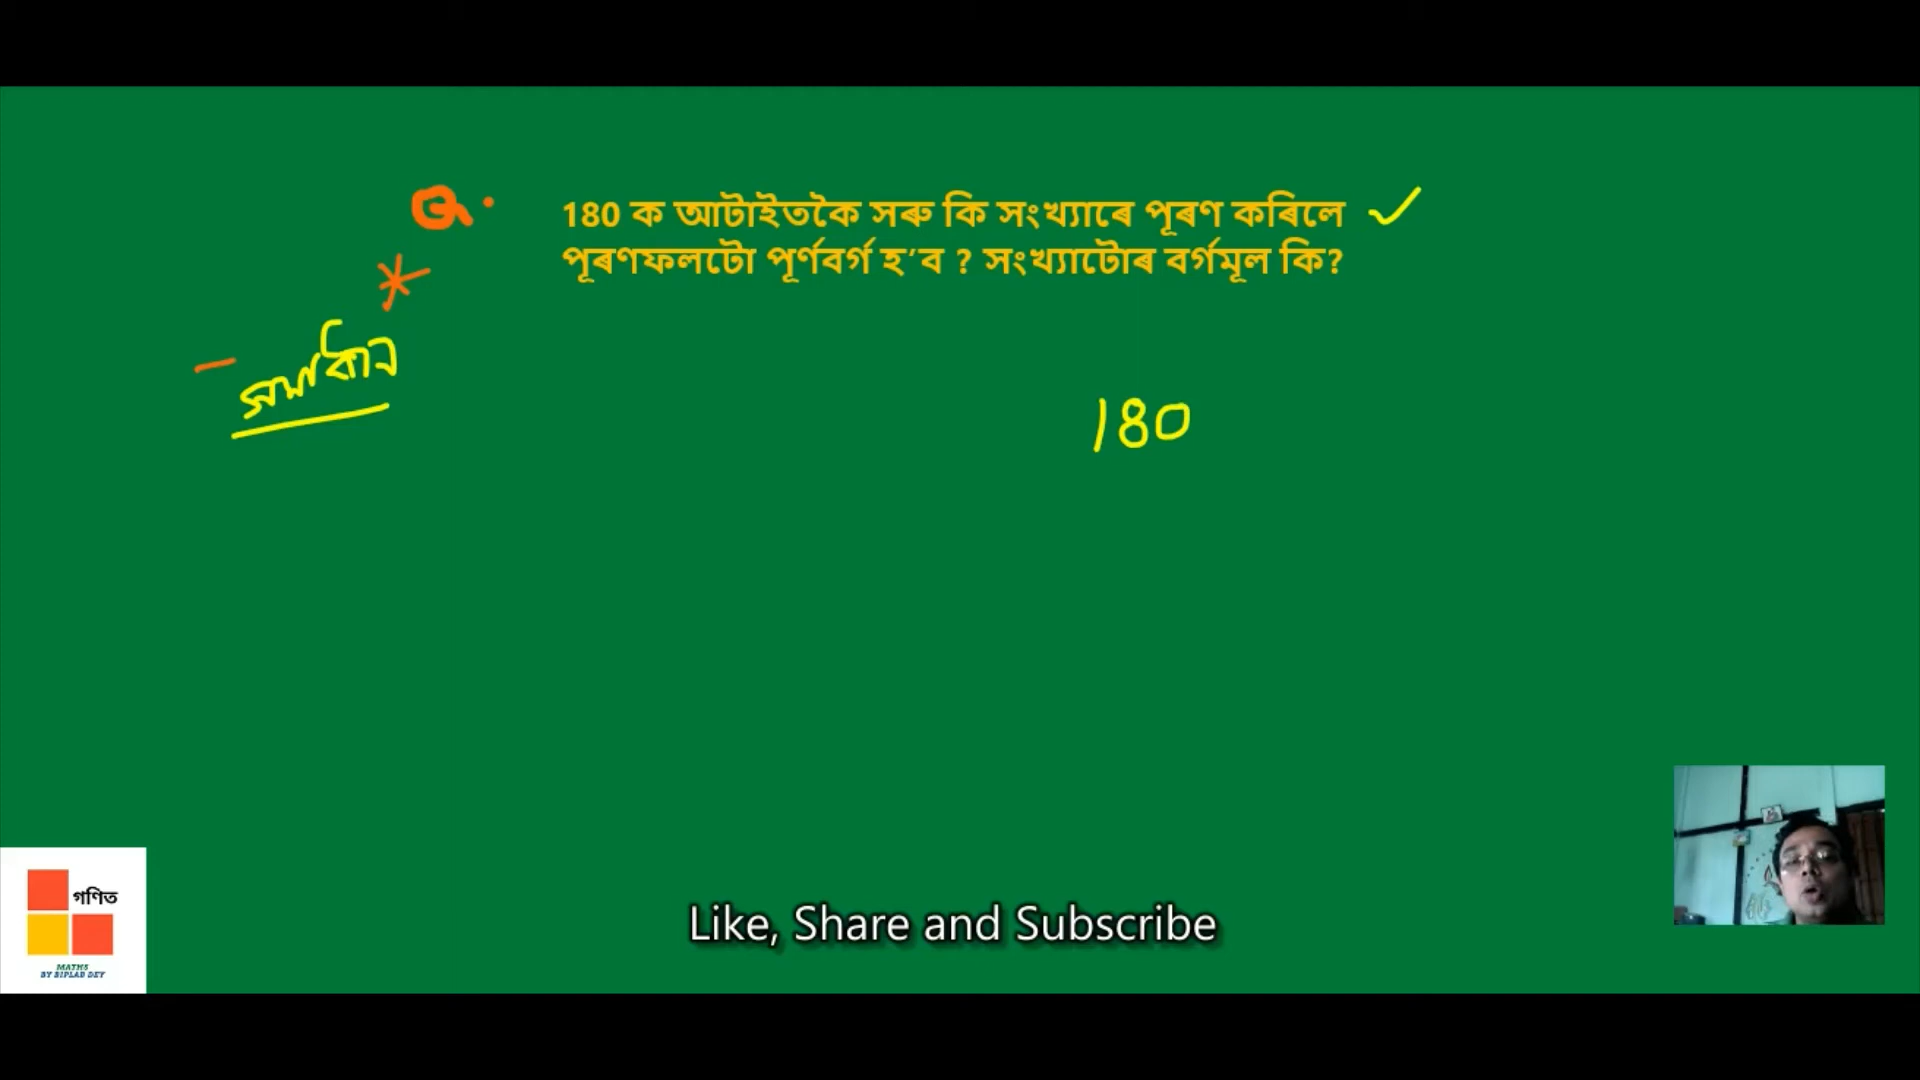 Q.
180 ক আটাইতকৈ সৰু কি সংখ্যাৰে পূৰণ কৰিলে
পূৰণফলটো পূৰ্ণবৰ্গ হ’ব ? সংখ্যাটোৰ বৰ্গমূল কি?
সমাধান
180
গণিত
MATHS
BY BIPLAB DEY
Like, Share and Subscribe